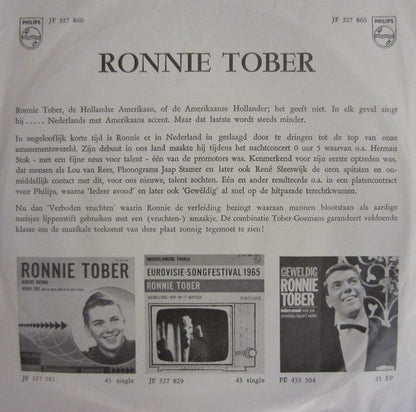 PHILIPS
JF 327 860
JF 327 860
PHILIPS
RONNIE TOBER
Ronnie Tober, de Hollandse Amerikaan, of de Amerikaanse Hollander; het geeft niet. In elk geval zingt
hij ..... Nederlands met Amerikaans accent. Maar dat laatste wordt steeds minder.
In ongelooflijk korte tijd is Ronnie er in Nederland in geslaagd door te dringen tot de top van onze
amusementswereld. Zijn debuut in ons land maakte hij tijdens het nachtconcert 0 uur 5 waarvan o.a. Herman
Stok - met een fijne neus voor talent - één van de promotors was. Kenmerkend voor zijn eerste optreden was,
dat mensen als Lou van Rees, Phonograms Jaap Stamer en later ook René Sleeswijk de oren spitsten en on-
middellijk contact met dit, voor ons nieuwe, talent zochten. Eén en ander resulteerde o.a. in een platencontract
voor Philips, waarna 'Iedere avond' en later ook 'Gewéldig' al snel op de hitparade terechtkwamen.
Nu dan 'Verboden vruchten' waarin Ronnie de verleiding bezingt waaraan mannen blootstaan als aardige
meisjes lippenstift gebruiken met een (vruchten-) smaakje. De combinatie Tober-Goemans garandeert voldoende
klasse om de muzikale toekomst van deze plaat zonnig tegemoet te zien!
RONNIE TOBER
IEDERE AVOND
VOOR JOU
JF 327 785
45 single
NEDERLANDSE FINALE
EUROVISIE-SONGFESTIVAL 1965
RONNIE TOBER
GEWELDIG
PHILIPS
JF 327 829
45 single
GEWELDIG
RONNIE
TOBER
iedere avond
PE 433 304
45 EP